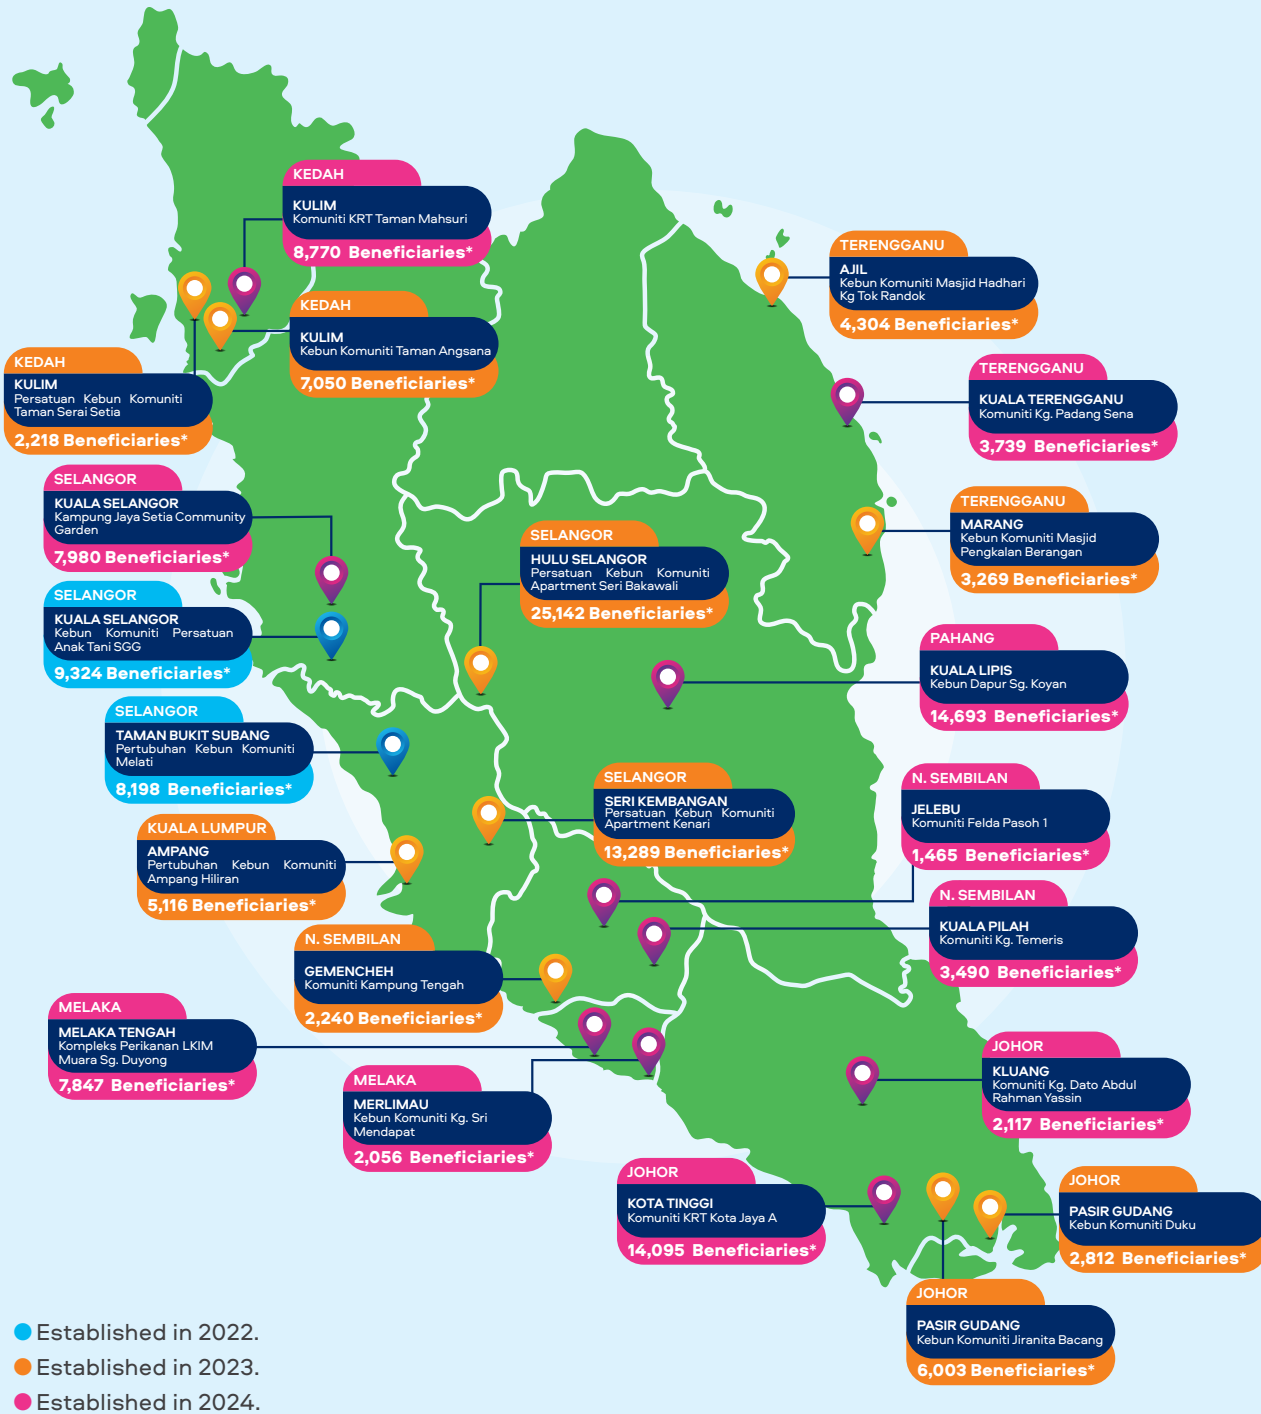 KEDAH
KULIM
Komuniti KRT Taman Mahsuri
8,770 Beneficiaries*
KEDAH
KULIM
Kebun Komuniti Taman Angsana
7,050 Beneficiaries*
KEDAH
KULIM
Persatuan Kebun Komuniti
Taman Serai Setia
2,218 Beneficiaries*
SELANGOR
KUALA SELANGOR
Kampung Jaya Setia Community
Garden
7,980 Beneficiaries*
SELANGOR
KUALA SELANGOR
Kebun Komuniti Persatuan
Anak Tani SGG
9,324 Beneficiaries*
SELANGOR
TAMAN BUKIT SUBANG
Pertubuhan Kebun Komuniti
Melati
8,198 Beneficiaries*
KUALA LUMPUR
AMPANG
Pertubuhan Kebun Komuniti
Ampang Hiliran
5,116 Beneficiaries*
N. SEMBILAN
GEMENCHEH
Komuniti Kampung Tengah
2,240 Beneficiaries*
MELAKA
MELAKA TENGAH
Kompleks Perikanan LKIM
Muara Sg. Duyong
7,847 Beneficiaries*
MELAKA
MERLIMAU
Kebun Komuniti Kg. Sri
Mendapat
2,056 Beneficiaries*
SELANGOR
HULU SELANGOR
Persatuan Kebun Komuniti
Apartment Seri Bakawali
25,142 Beneficiaries*
SELANGOR
SERI KEMBANGAN
Persatuan Kebun Komuniti
Apartment Kenari
13,289 Beneficiaries*
TERENGGANU
AJIL
Kebun Komuniti Masjid Hadhari
Kg Tok Randok
4,304 Beneficiaries*
TERENGGANU
KUALA TERENGGANU
Komuniti Kg. Padang Sena
3,739 Beneficiaries*
TERENGGANU
MARANG
Kebun Komuniti Masjid
Pengkalan Berangan
3,269 Beneficiaries*
PAHANG
KUALA LIPIS
Kebun Dapur Sg. Koyan
14,693 Beneficiaries*
N. SEMBILAN
JELEBU
Komuniti Felda Pasoh 1
1,465 Beneficiaries*
N. SEMBILAN
KUALA PILAH
Komuniti Kg. Temeris
3,490 Beneficiaries*
JOHOR
KLUANG
Komuniti Kg. Dato Abdul
Rahman Yassin
2,117 Beneficiaries*
JOHOR
KOTA TINGGI
Komuniti KRT Kota Jaya A
14,095 Beneficiaries*
JOHOR
PASIR GUDANG
Kebun Komuniti Duku
2,812 Beneficiaries*
JOHOR
PASIR GUDANG
Kebun Komuniti Jiranita Bacang
6,003 Beneficiaries*
Established in 2022.
Established in 2023.
Established in 2024.